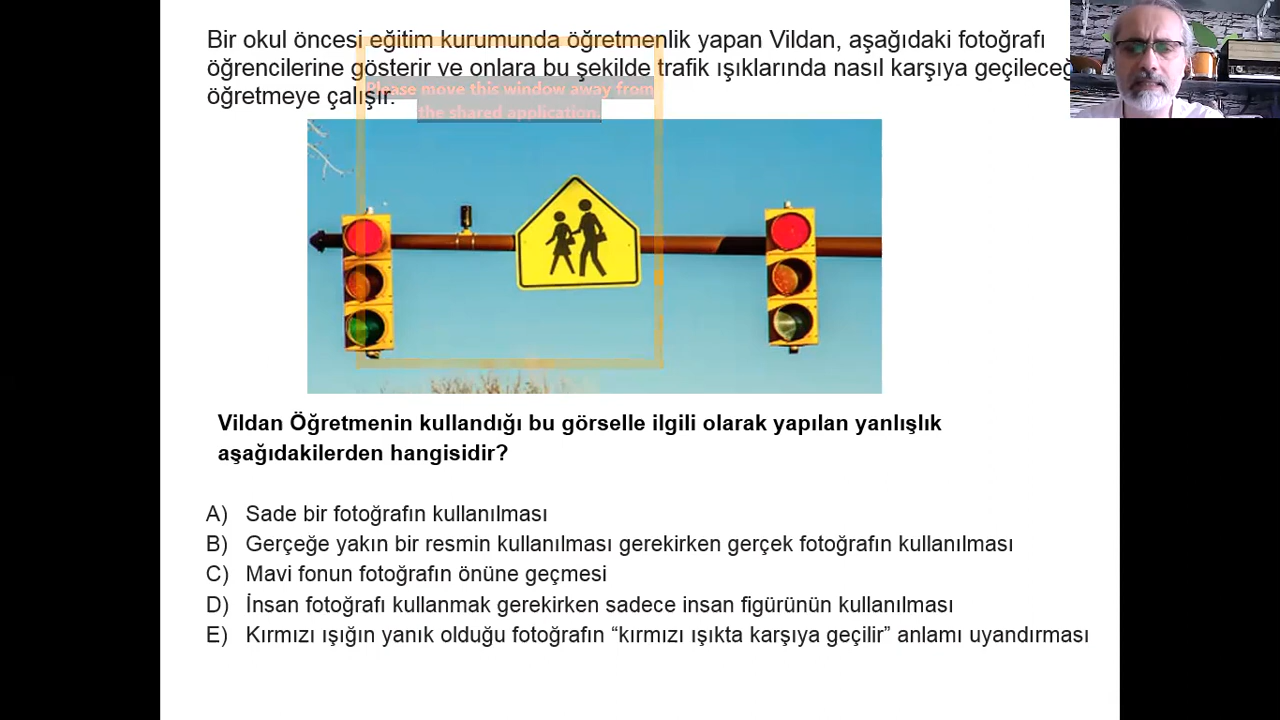 Bir okul öncesi eğitim kurumunda öğretmenlik yapan Vildan, aşağıdaki fotoğrafı
öğrencilerine gösterir ve onlara bu şekilde trafik ışıklarında nasıl karşıya geçileceğ
öğretmeye çalışır.
Please move this window away from
the shared application.
Vildan Öğretmenin kullandığı bu görselle ilgili olarak yapılan yanlışlık
aşağıdakilerden hangisidir?
A) Sade bir fotoğrafın kullanılması
B) Gerçeğe yakın bir resmin kullanılması gerekirken gerçek fotoğrafın kullanılması
C) Mavi fonun fotoğrafın önüne geçmesi
D) İnsan fotoğrafı kullanmak gerekirken sadece insan figürünün kullanılması
E) Kırmızı ışığın yanık olduğu fotoğrafın “kırmızı ışıkta karşıya geçilir” anlamı uyandırması